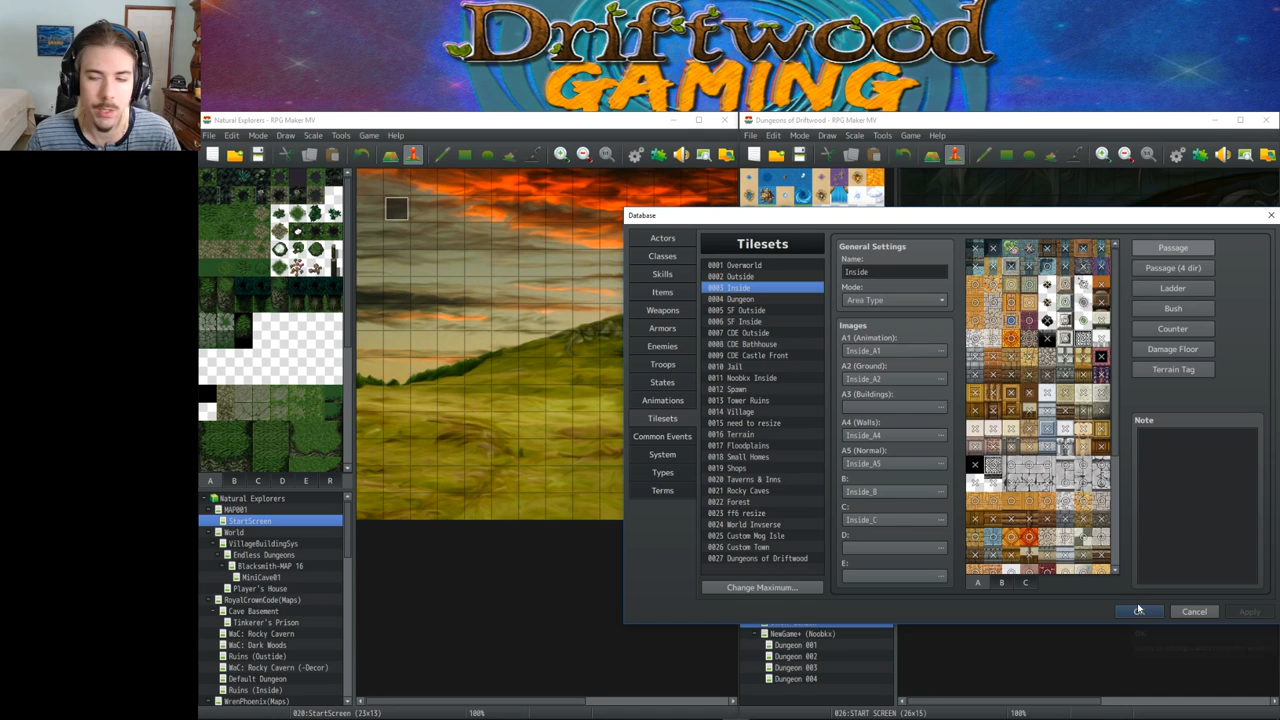 Driftwood
GAMING
Natural Explorers - RPG Maker MV
File Edit Mode Draw Scale Tools Game Help
Dungeons of Driftwood - RPG Maker MV
File Edit Mode Draw Scale Tools Game Help
A B C D E R
Natural Explorers
MAP001
StartScreen
World
VillageBuildingSys
Endless Dungeons
Blacksmith-MAP 16
MiniCave01
Player's House
RoyalCrownCode(Maps)
Cave Basement
Tinkerer's Prison
WaC: Rocky Cavern
WaC: Dark Woods
Ruins (Oustide)
WaC: Rocky Cavern (-Decor)
Default Dungeon
Ruins (Inside)
WrenPhoenix(Maps)
020:StartScreen (23x13)
100%
Database
Actors
Classes
Skills
Items
Weapons
Armors
Enemies
Troops
States
Animations
Tilesets
Common Events
System
Types
Terms
Tilesets
0001 Overworld
0002 Outside
0003 Inside
0004 Dungeon
0005 SF Outside
0006 SF Inside
0007 CDE Outside
0008 CDE Bathhouse
0009 CDE Castle Front
0010 Jail
0011 Noobkx Inside
0012 Spawn
0013 Tower Ruins
0014 Village
0015 need to resize
0016 Terrain
0017 Floodplains
0018 Small Homes
0019 Shops
0020 Taverns & Inns
0021 Rocky Caves
0022 Forest
0023 ff6 resize
0024 World Invserse
0025 Custom Mog Isle
0026 Custom Town
0027 Dungeons of Driftwood
Change Maximum...
General Settings
Name:
Inside
Mode:
Area Type
Images
A1 (Animation):
Inside_A1
A2 (Ground):
Inside_A2
A3 (Buildings):
A4 (Walls):
Inside_A4
A5 (Normal):
Inside_A5
B:
Inside_B
C:
Inside_C
D:
E:
A B C
Passage
Passage (4 dir)
Ladder
Bush
Counter
Damage Floor
Terrain Tag
Note
OK Cancel Apply
NewGame+ (Noobkx)
Dungeon 001
Dungeon 002
Dungeon 003
Dungeon 004
026:START SCREEN (26x15)
100%